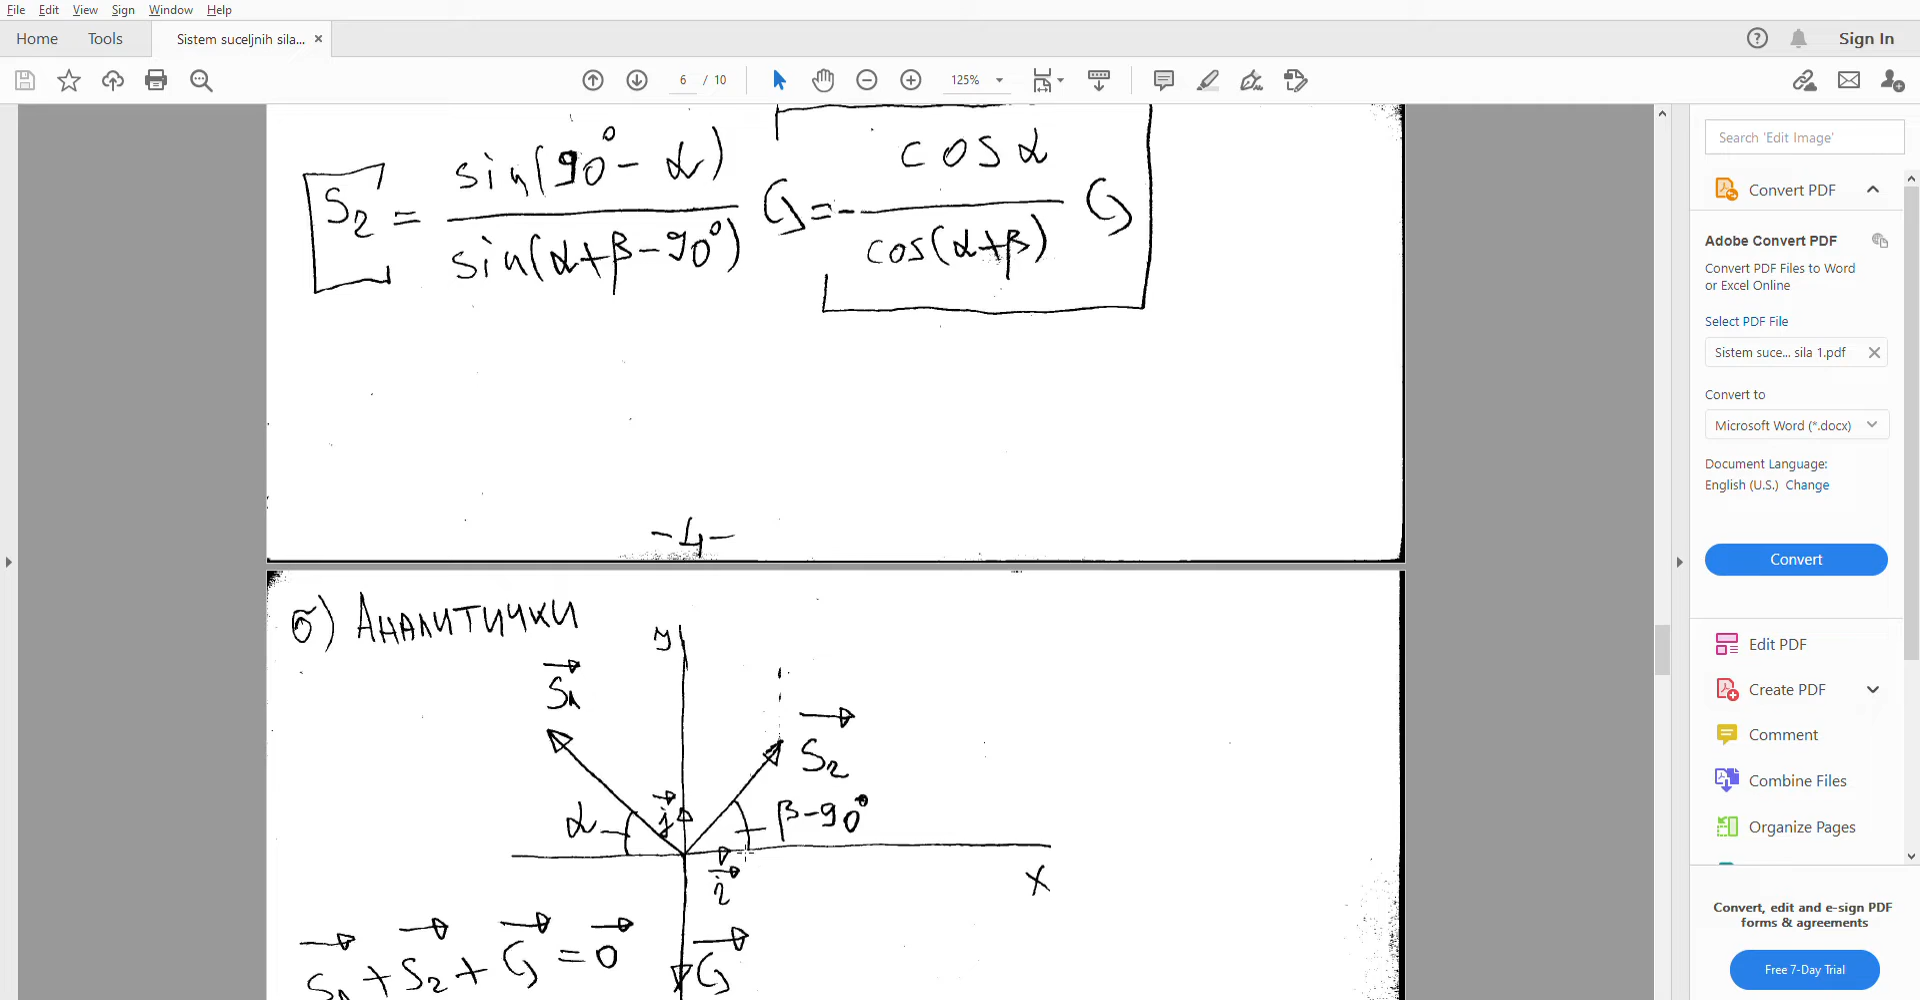 File Edit View Sign Window Help
Home Tools Sistem suceljnih sila... ×
Sign In
6 / 10 125%
S₂ = sin(90° - α) / sin(α+β-90°) G = - cos α / cos(α+β) G
-4-
б) Аналитички
y
S₁
S₂
α
j
β-90°
i
x
S₁ + S₂ + G = 0
G
Search 'Edit Image'
Convert PDF
Adobe Convert PDF
Convert PDF Files to Word
or Excel Online
Select PDF File
Sistem suce... sila 1.pdf
Convert to
Microsoft Word (*.docx)
Document Language:
English (U.S.) Change
Convert
Edit PDF
Create PDF
Comment
Combine Files
Organize Pages
Convert, edit and e-sign PDF
forms & agreements
Free 7-Day Trial